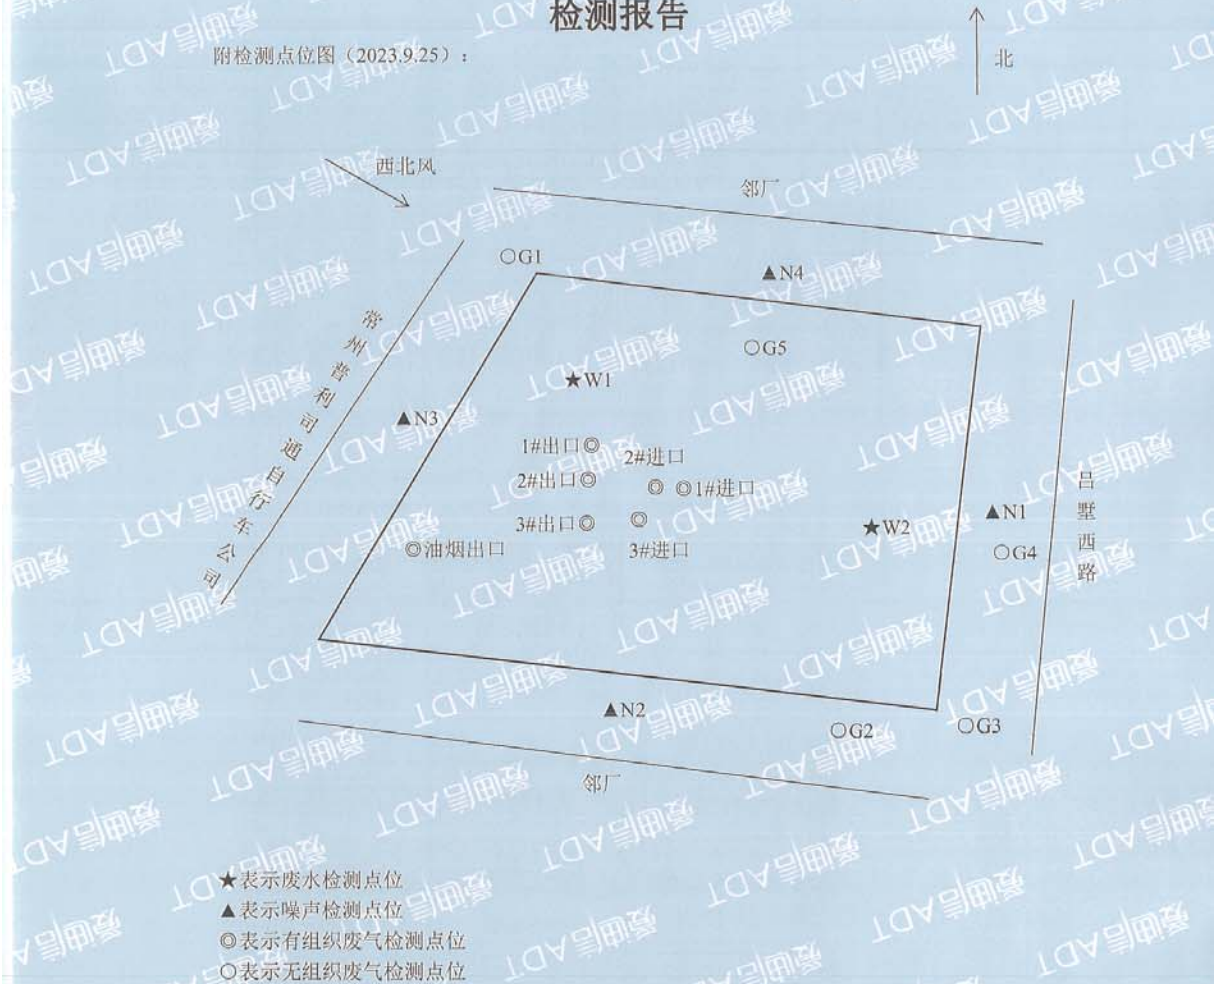 检测报告
附检测点位图（2023.9.25）：
北
西北风
邻厂
○G1
▲N4
○G5
常州普利司通自行车公司
★W1
▲N3
1#出口◎
2#进口
2#出口◎
◎ ◎1#进口
3#出口◎
◎
◎油烟出口
3#进口
★W2
▲N1
○G4
吕墅西路
▲N2
○G2
○G3
邻厂
★表示废水检测点位
▲表示噪声检测点位
◎表示有组织废气检测点位
○表示无组织废气检测点位
爱迪信 ADT